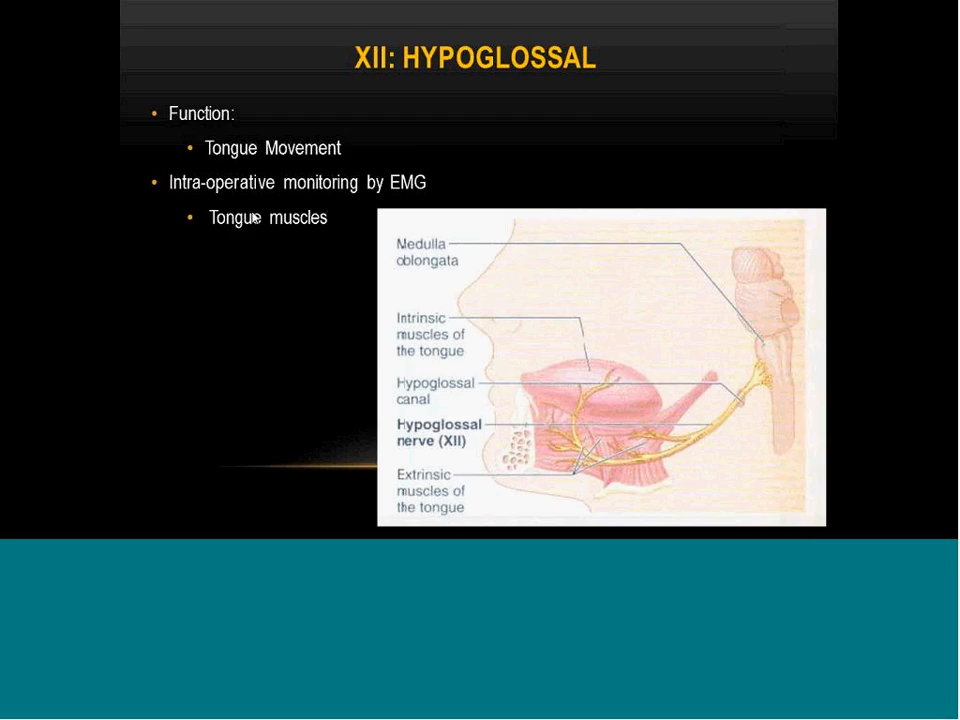 XII: HYPOGLOSSAL
• Function:
• Tongue Movement
• Intra-operative monitoring by EMG
• Tongue muscles
Medulla
oblongata
Intrinsic
muscles of
the tongue
Hypoglossal
canal
Hypoglossal
nerve (XII)
Extrinsic
muscles of
the tongue